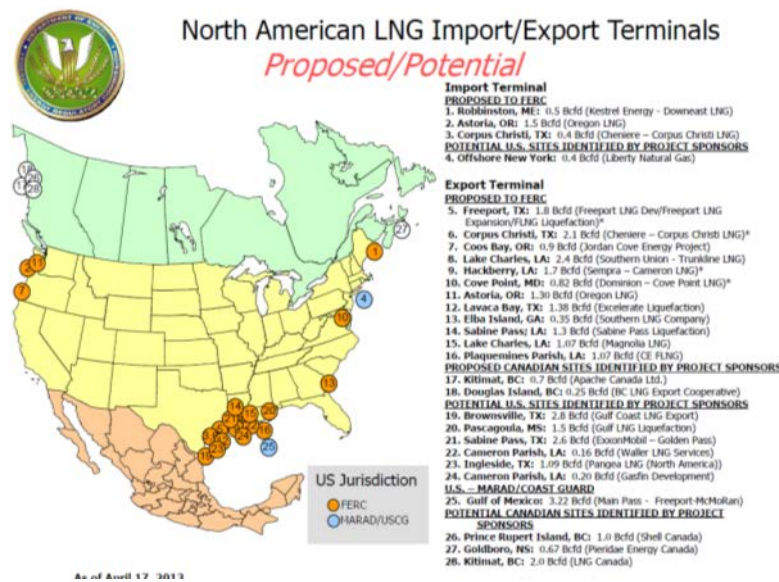 North American LNG Import/Export Terminals
Proposed/Potential
Import Terminal
PROPOSED TO FERC
1. Robbinston, ME: 0.5 Bcfd (Kestrel Energy - Downeast LNG)
2. Astoria, OR: 1.5 Bcfd (Oregon LNG)
3. Corpus Christi, TX: 0.4 Bcfd (Cheniere – Corpus Christi LNG)
POTENTIAL U.S. SITES IDENTIFIED BY PROJECT SPONSORS
4. Offshore New York: 0.4 Bcfd (Liberty Natural Gas)
Export Terminal
PROPOSED TO FERC
5. Freeport, TX: 1.8 Bcfd (Freeport LNG Dev/Freeport LNG
Expansion/FLNG Liquefaction)*
6. Corpus Christi, TX: 2.1 Bcfd (Cheniere – Corpus Christi LNG)*
7. Coos Bay, OR: 0.9 Bcfd (Jordan Cove Energy Project)
8. Lake Charles, LA: 2.4 Bcfd (Southern Union - Trunkline LNG)
9. Hackberry, LA: 1.7 Bcfd (Sempra – Cameron LNG)*
10. Cove Point, MD: 0.82 Bcfd (Dominion – Cove Point LNG)*
11. Astoria, OR: 1.30 Bcfd (Oregon LNG)
12. Lavaca Bay, TX: 1.38 Bcfd (Excelerate Liquefaction)
13. Elba Island, GA: 0.35 Bcfd (Southern LNG Company)
14. Sabine Pass, LA: 1.3 Bcfd (Sabine Pass Liquefaction)
15. Lake Charles, LA: 1.07 Bcfd (Magnolia LNG)
16. Plaquemines Parish, LA: 1.07 Bcfd (CE FLNG)
PROPOSED CANADIAN SITES IDENTIFIED BY PROJECT SPONSORS
17. Kitimat, BC: 0.7 Bcfd (Apache Canada Ltd.)
18. Douglas Island, BC: 0.25 Bcfd (BC LNG Export Cooperative)
POTENTIAL U.S. SITES IDENTIFIED BY PROJECT SPONSORS
19. Brownsville, TX: 2.8 Bcfd (Gulf Coast LNG Export)
20. Pascagoula, MS: 1.5 Bcfd (Gulf LNG Liquefaction)
21. Sabine Pass, TX: 2.6 Bcfd (ExxonMobil – Golden Pass)
22. Cameron Parish, LA: 0.16 Bcfd (Waller LNG Services)
23. Ingleside, TX: 1.09 Bcfd (Pangea LNG (North America))
24. Cameron Parish, LA: 0.20 Bcfd (Gasfin Development)
U.S. – MARAD/COAST GUARD
25. Gulf of Mexico: 3.22 Bcfd (Main Pass - Freeport-McMoRan)
POTENTIAL CANADIAN SITES IDENTIFIED BY PROJECT
SPONSORS
26. Prince Rupert Island, BC: 1.0 Bcfd (Shell Canada)
27. Goldboro, NS: 0.67 Bcfd (Pieridae Energy Canada)
28. Kitimat, BC: 2.0 Bcfd (LNG Canada)
US Jurisdiction
FERC
MARAD/USCG
17
28
27
11
7
1
4
10
13
14
15
20
16
24
25
23
19
As of April 17, 2013